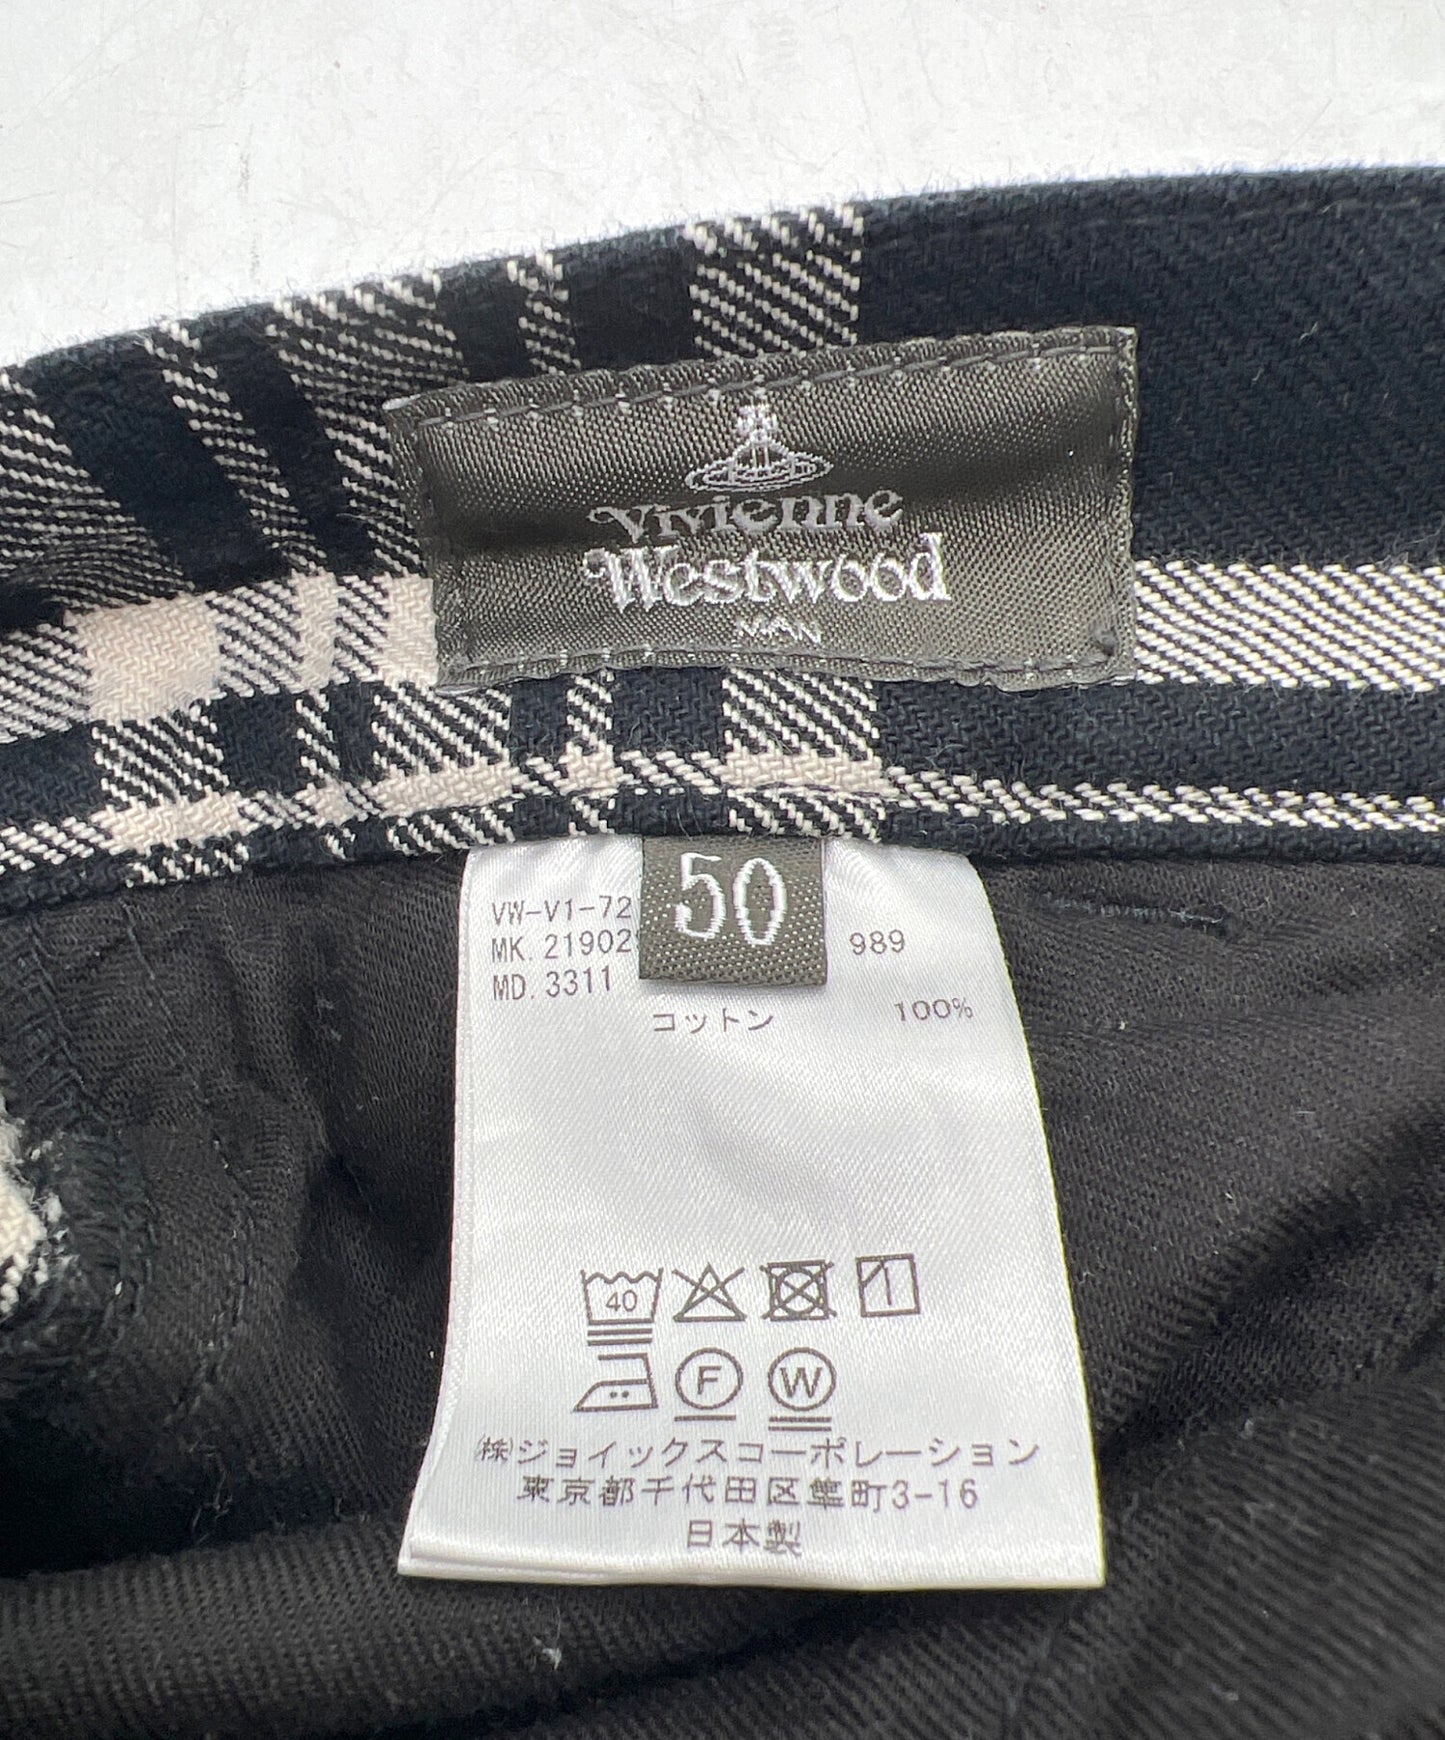 Vivienne
Westwood
MAN
50
VW-V1-72
MK. 21902 989
MD. 3311
コットン 100%
40
F W
㈱ジョイックスコーポレーション
東京都千代田区隼町3-16
日本製